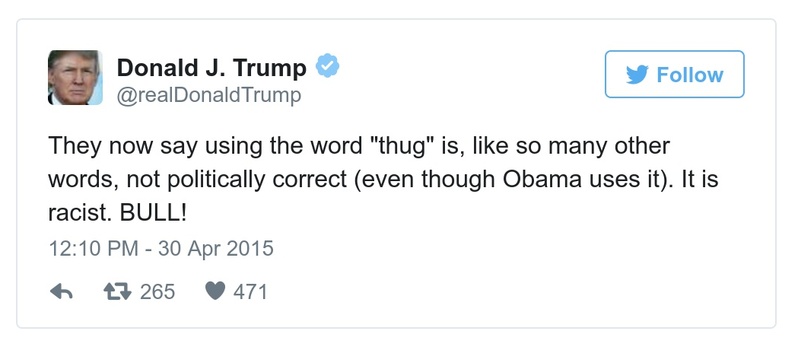 Donald J. Trump
@realDonaldTrump
Follow
They now say using the word "thug" is, like so many other
words, not politically correct (even though Obama uses it). It is
racist. BULL!
12:10 PM - 30 Apr 2015
265 471